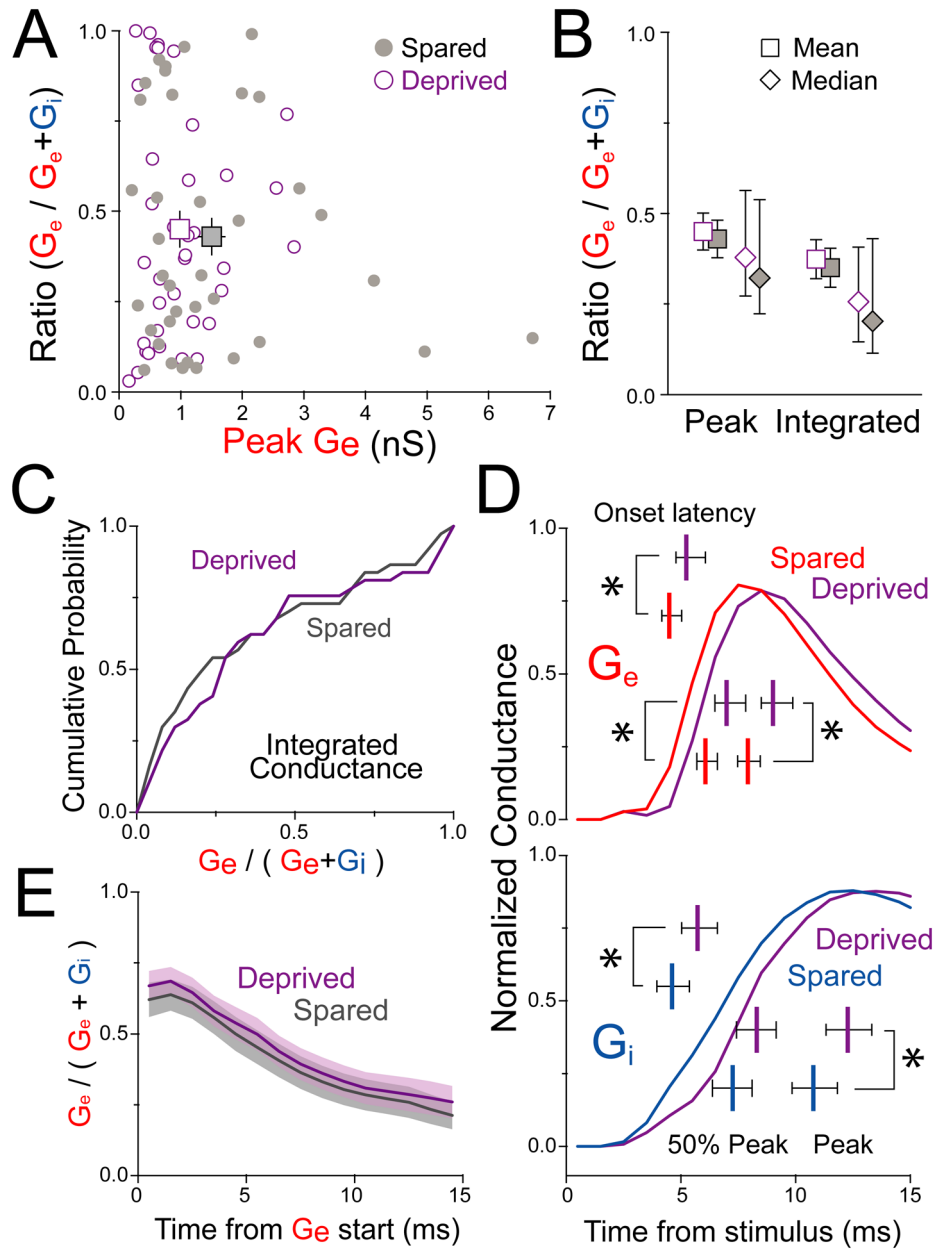 A
Ratio (Ge / Ge+Gi)
1.0
0.5
0.0
0 1 2 3 4 5 6 7
Peak Ge (nS)
Spared
Deprived
B
Ratio (Ge / Ge+Gi)
1.0
0.5
0.0
Mean
Median
Peak Integrated
C
Cumulative Probability
1.0
0.5
0.0
0.0 0.5 1.0
Deprived
Spared
Integrated
Conductance
Ge / ( Ge+Gi )
D
Normalized Conductance
Onset latency
1.0
0.5
0.0
*
Spared
Deprived
Ge
* *
1.0
0.5
0.0
*
Deprived
Spared
Gi
*
50% Peak Peak
0 5 10 15
Time from stimulus (ms)
E
Ge / ( Ge + Gi )
1.0
0.5
0.0
Deprived
Spared
0 5 10 15
Time from Ge start (ms)